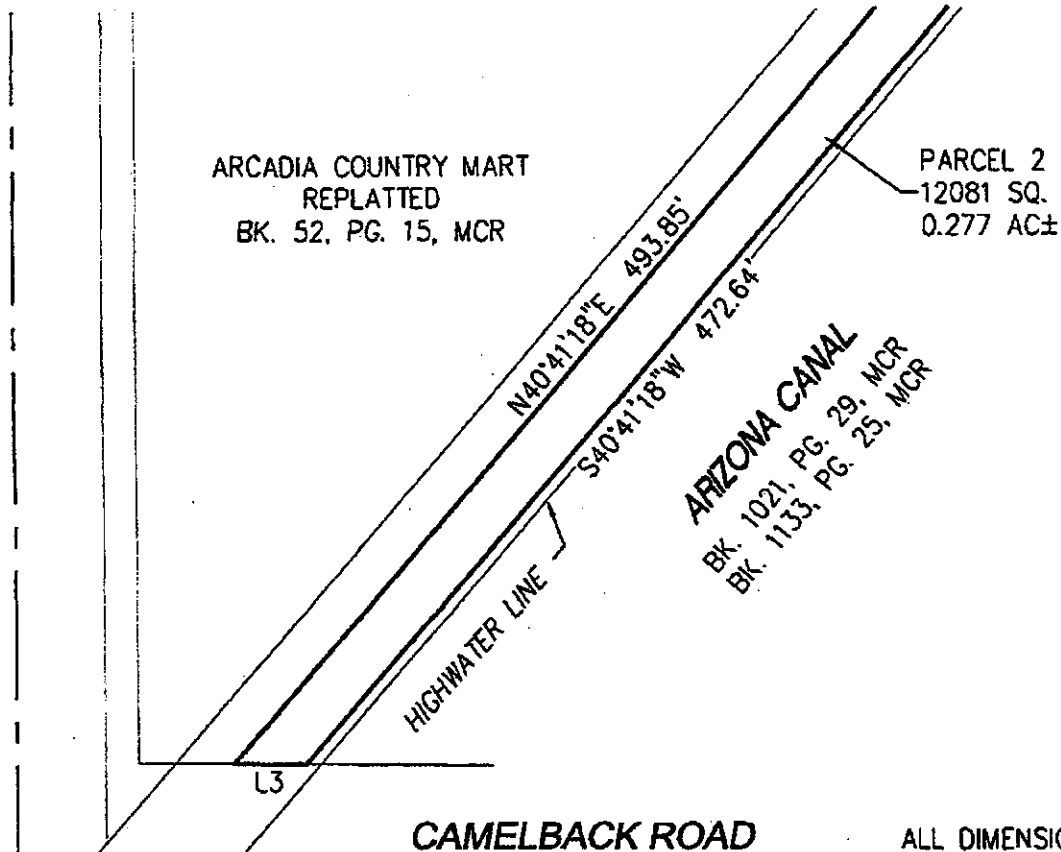 ARCADIA COUNTRY MART
REPLATTED
BK. 52, PG. 15, MCR
PARCEL 2
12081 SQ.
0.277 AC±
N40°41'18"E 493.85'
S40°41'18"W 472.64'
ARIZONA CANAL
BK. 1021, PG. 29, MCR
BK. 1133, PG. 25, MCR
HIGHWATER LINE
L3
CAMELBACK ROAD
ALL DIMENSIO